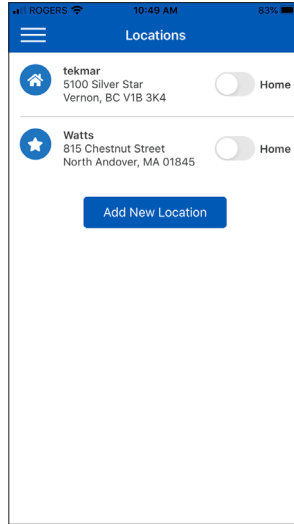 ROGERS 10:49 AM 83%
Locations
tekmar
5100 Silver Star
Vernon, BC V1B 3K4
Home
Watts
815 Chestnut Street
North Andover, MA 01845
Home
Add New Location